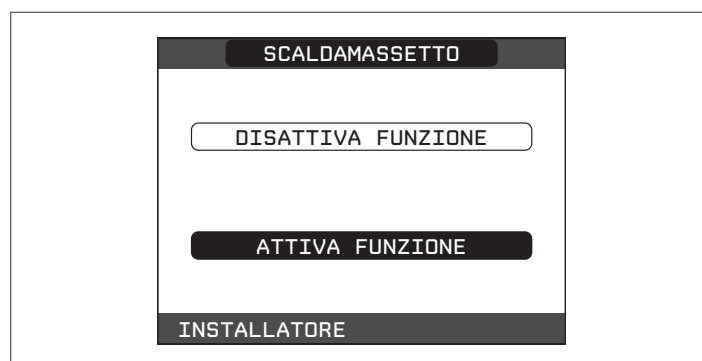 SCALDAMASSETTO
DISATTIVA FUNZIONE
ATTIVA FUNZIONE
INSTALLATORE